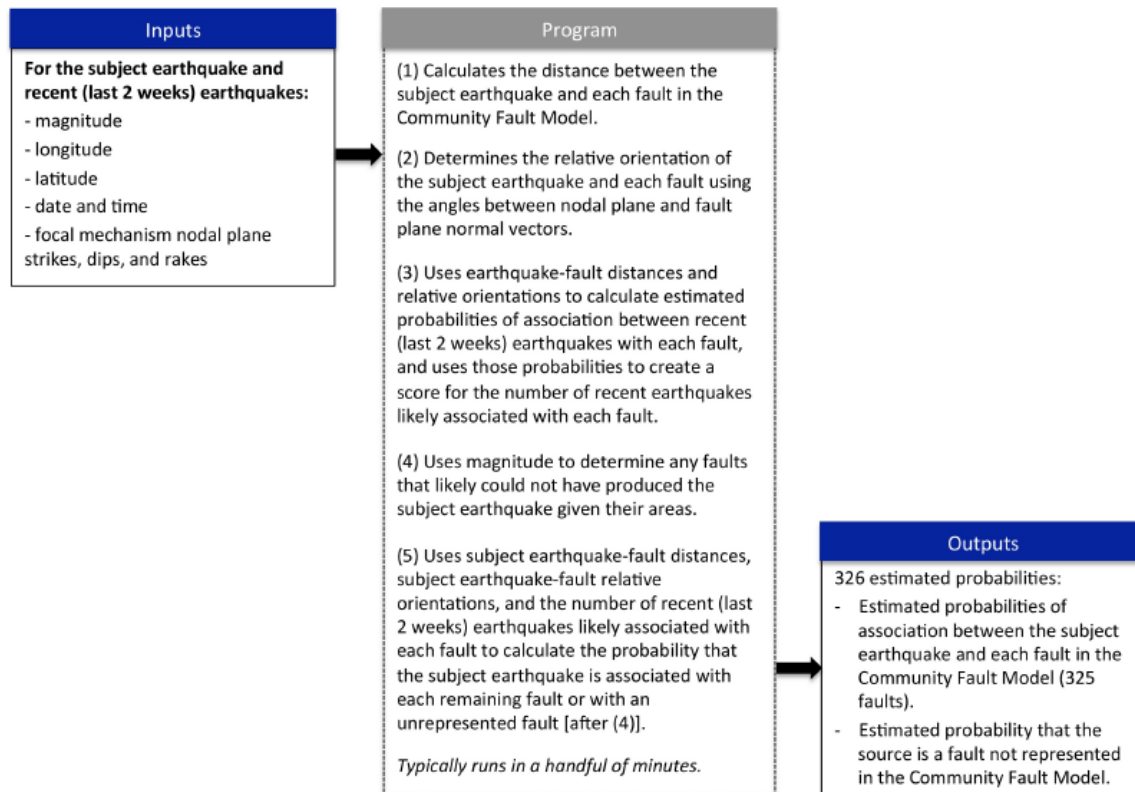 Inputs
For the subject earthquake and
recent (last 2 weeks) earthquakes:
- magnitude
- longitude
- latitude
- date and time
- focal mechanism nodal plane
strikes, dips, and rakes
Program
(1) Calculates the distance between the
subject earthquake and each fault in the
Community Fault Model.
(2) Determines the relative orientation of
the subject earthquake and each fault using
the angles between nodal plane and fault
plane normal vectors.
(3) Uses earthquake-fault distances and
relative orientations to calculate estimated
probabilities of association between recent
(last 2 weeks) earthquakes with each fault,
and uses those probabilities to create a
score for the number of recent earthquakes
likely associated with each fault.
(4) Uses magnitude to determine any faults
that likely could not have produced the
subject earthquake given their areas.
(5) Uses subject earthquake-fault distances,
subject earthquake-fault relative
orientations, and the number of recent (last
2 weeks) earthquakes likely associated with
each fault to calculate the probability that
the subject earthquake is associated with
each remaining fault or with an
unrepresented fault [after (4)].
Typically runs in a handful of minutes.
Outputs
326 estimated probabilities:
- Estimated probabilities of
association between the subject
earthquake and each fault in the
Community Fault Model (325
faults).
- Estimated probability that the
source is a fault not represented
in the Community Fault Model.